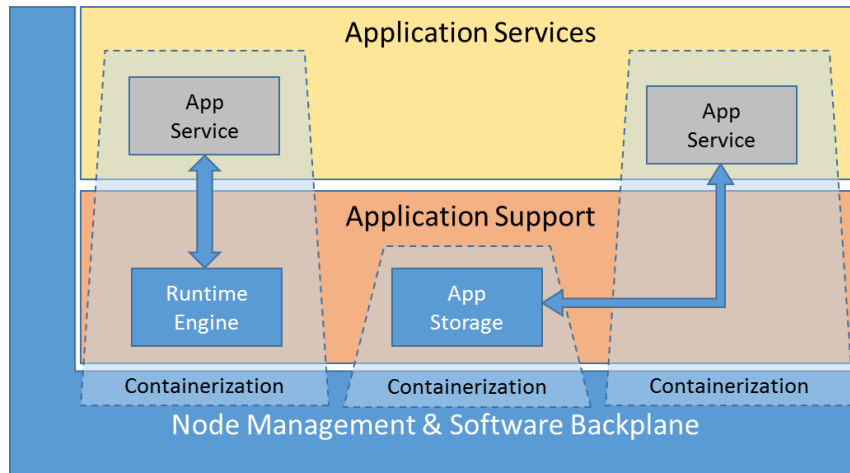 Application Services
App
Service
App
Service
Application Support
Runtime
Engine
App
Storage
Containerization
Containerization
Containerization
Node Management & Software Backplane